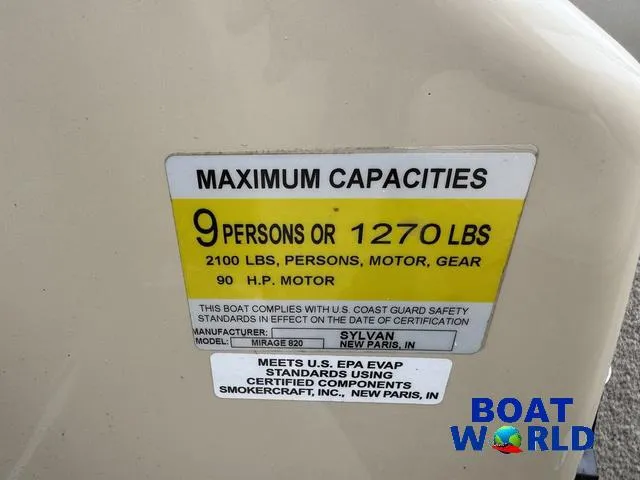 MAXIMUM CAPACITIES
9 PERSONS OR 1270 LBS
2100 LBS, PERSONS, MOTOR, GEAR
90 H.P. MOTOR
THIS BOAT COMPLIES WITH U.S. COAST GUARD SAFETY
STANDARDS IN EFFECT ON THE DATE OF CERTIFICATION
MANUFACTURER: SYLVAN
MODEL: MIRAGE 820 NEW PARIS, IN
MEETS U.S. EPA EVAP
STANDARDS USING
CERTIFIED COMPONENTS
SMOKERCRAFT, INC., NEW PARIS, IN
BOAT
WORLD